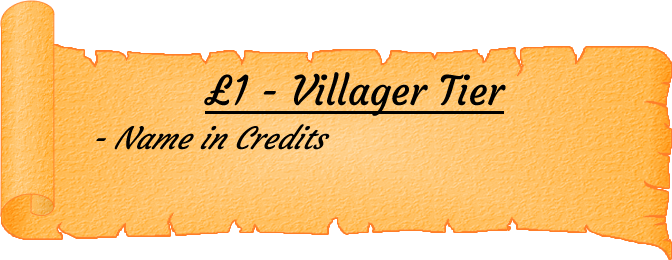 £1 - Villager Tier
- Name in Credits